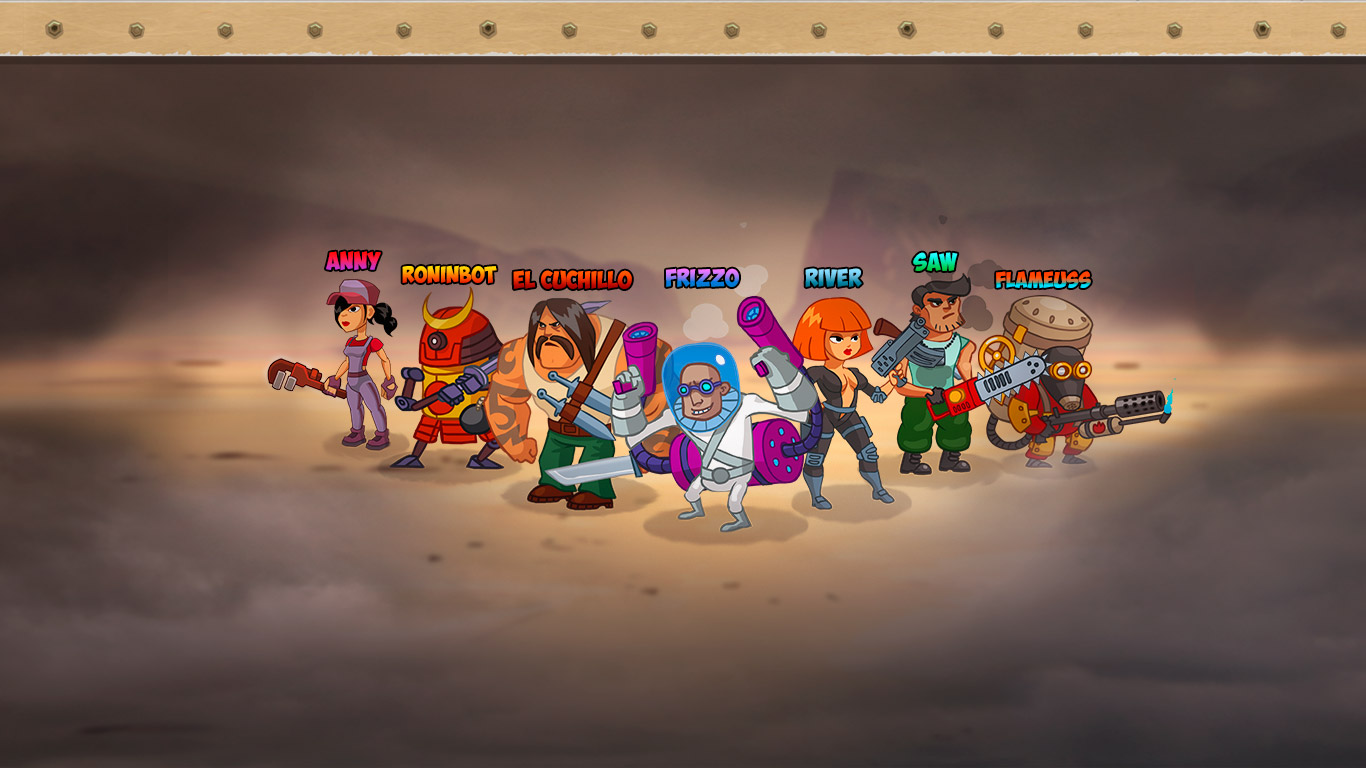 ANNY
RONINBOT
EL CUCHILLO
FRIZZO
RIVER
SAW
FLAMEUSS